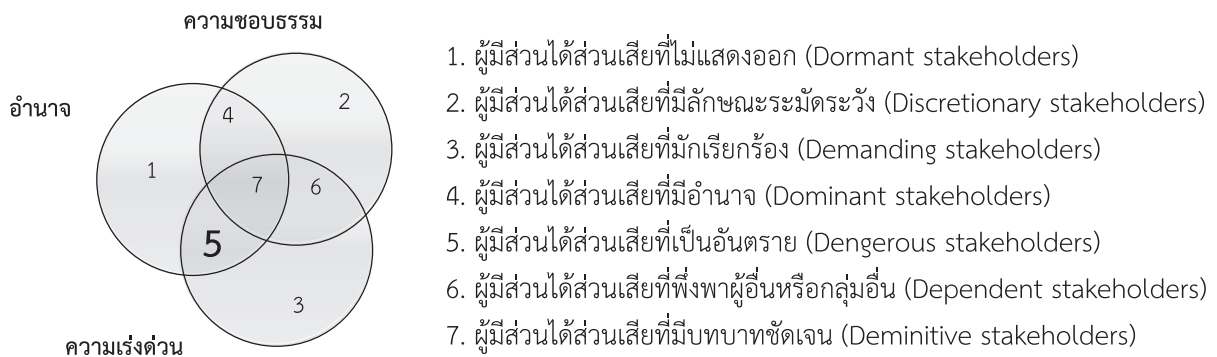 ความชอบธรรม
อำนาจ
4
2
1
7
6
5
3
ความเร่งด่วน
1. ผู้มีส่วนได้ส่วนเสียที่ไม่แสดงออก (Dormant stakeholders)
2. ผู้มีส่วนได้ส่วนเสียที่มีลักษณะระมัดระวัง (Discretionary stakeholders)
3. ผู้มีส่วนได้ส่วนเสียที่มักเรียกร้อง (Demanding stakeholders)
4. ผู้มีส่วนได้ส่วนเสียที่มีอำนาจ (Dominant stakeholders)
5. ผู้มีส่วนได้ส่วนเสียที่เป็นอันตราย (Dengerous stakeholders)
6. ผู้มีส่วนได้ส่วนเสียที่พึ่งพาผู้อื่นหรือกลุ่มอื่น (Dependent stakeholders)
7. ผู้มีส่วนได้ส่วนเสียที่มีบทบาทชัดเจน (Deminitive stakeholders)